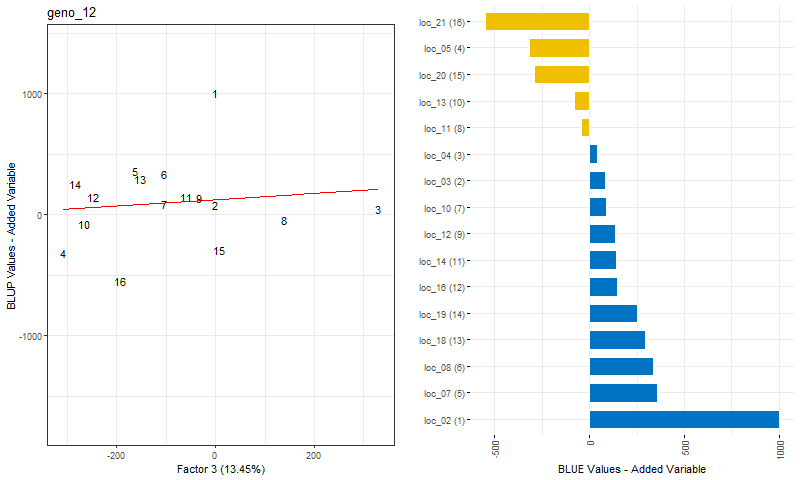 geno_12
BLUP Values - Added Variable
1000
0
-1000
1
5
6
13
14
12
11
9
7
2
3
10
8
4
15
16
-200
0
200
Factor 3 (13.45%)
loc_21 (16)
loc_05 (4)
loc_20 (15)
loc_13 (10)
loc_11 (8)
loc_04 (3)
loc_03 (2)
loc_10 (7)
loc_12 (9)
loc_14 (11)
loc_16 (12)
loc_19 (14)
loc_18 (13)
loc_08 (6)
loc_07 (5)
loc_02 (1)
-500
0
500
1000
BLUE Values - Added Variable